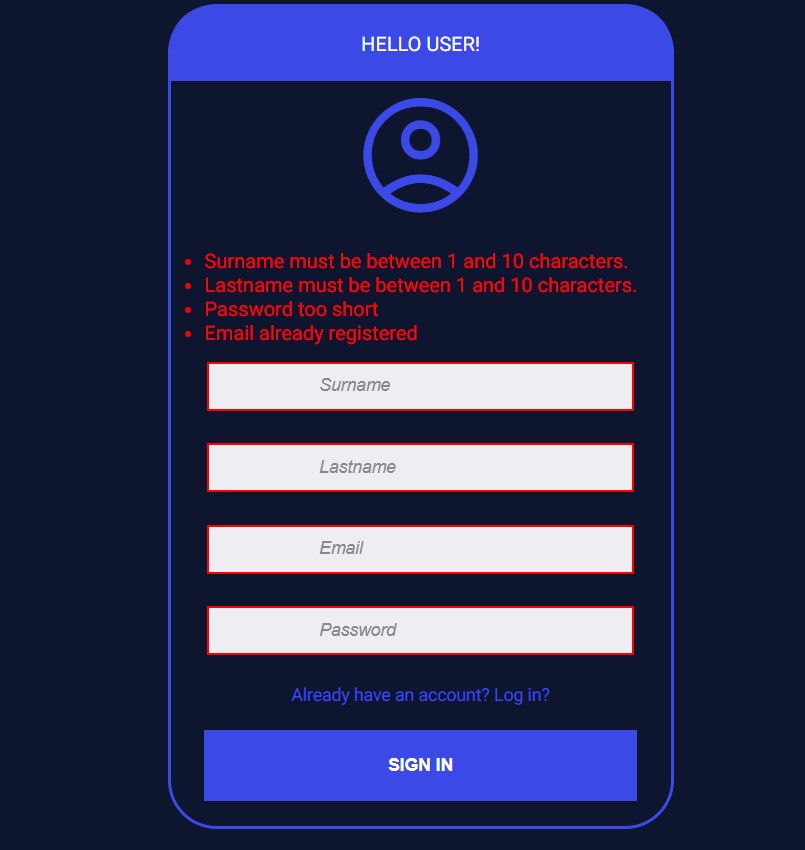 HELLO USER!
Surname must be between 1 and 10 characters.
Lastname must be between 1 and 10 characters.
Password too short
Email already registered
Surname
Lastname
Email
Password
Already have an account? Log in?
SIGN IN